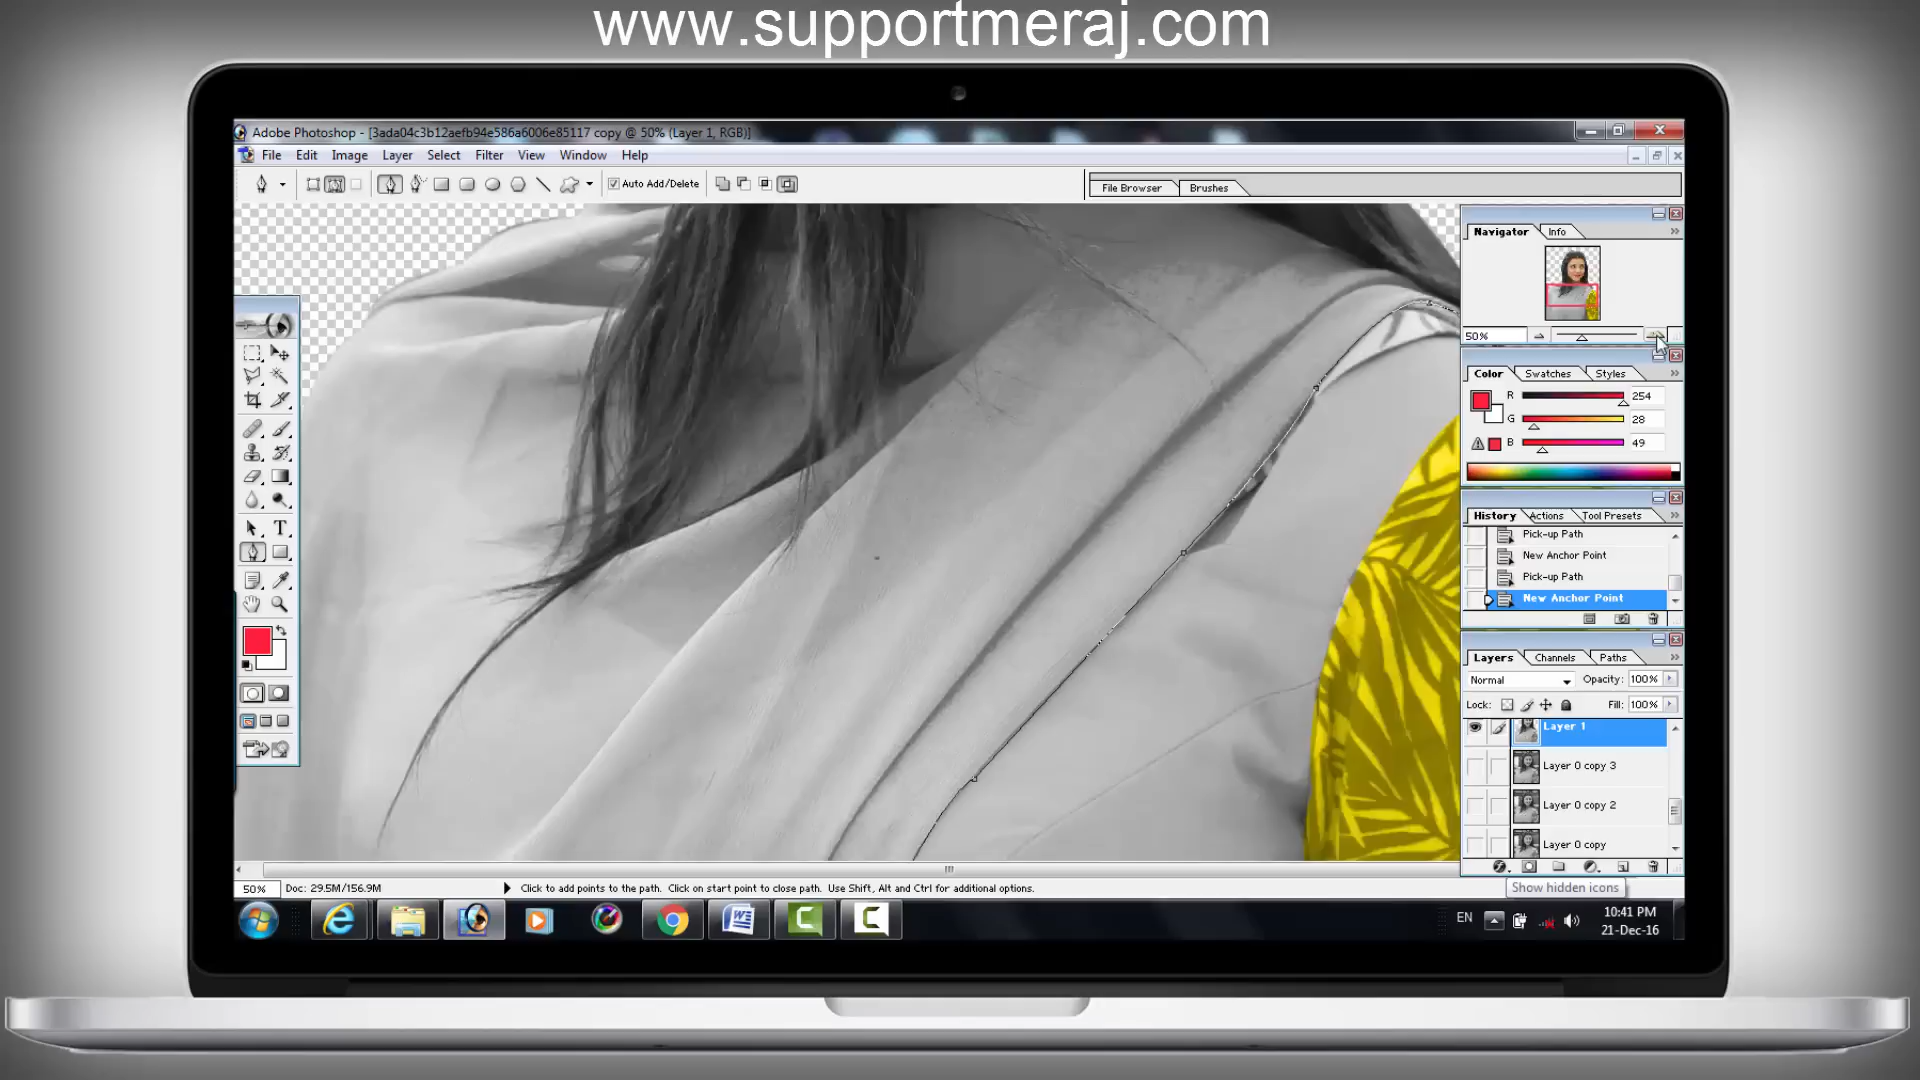 www.supportmeraj.com
Adobe Photoshop - [3ada04c3b12aefb94e586a6006e85117 copy @ 50% (Layer 1, RGB)]
File Edit Image Layer Select Filter View Window Help
Auto Add/Delete
File Browser Brushes
Navigator Info
50%
Color Swatches Styles
R 254
G 28
B 49
History Actions Tool Presets
Pick-up Path
New Anchor Point
Pick-up Path
New Anchor Point
Layers Channels Paths
Normal Opacity: 100%
Lock: Fill: 100%
Layer 1
Layer 0 copy 3
Layer 0 copy 2
Layer 0 copy
50% Doc: 29.5M/156.9M Click to add points to the path. Click on start point to close path. Use Shift, Alt and Ctrl for additional options.
Show hidden icons
EN
10:41 PM
21-Dec-16